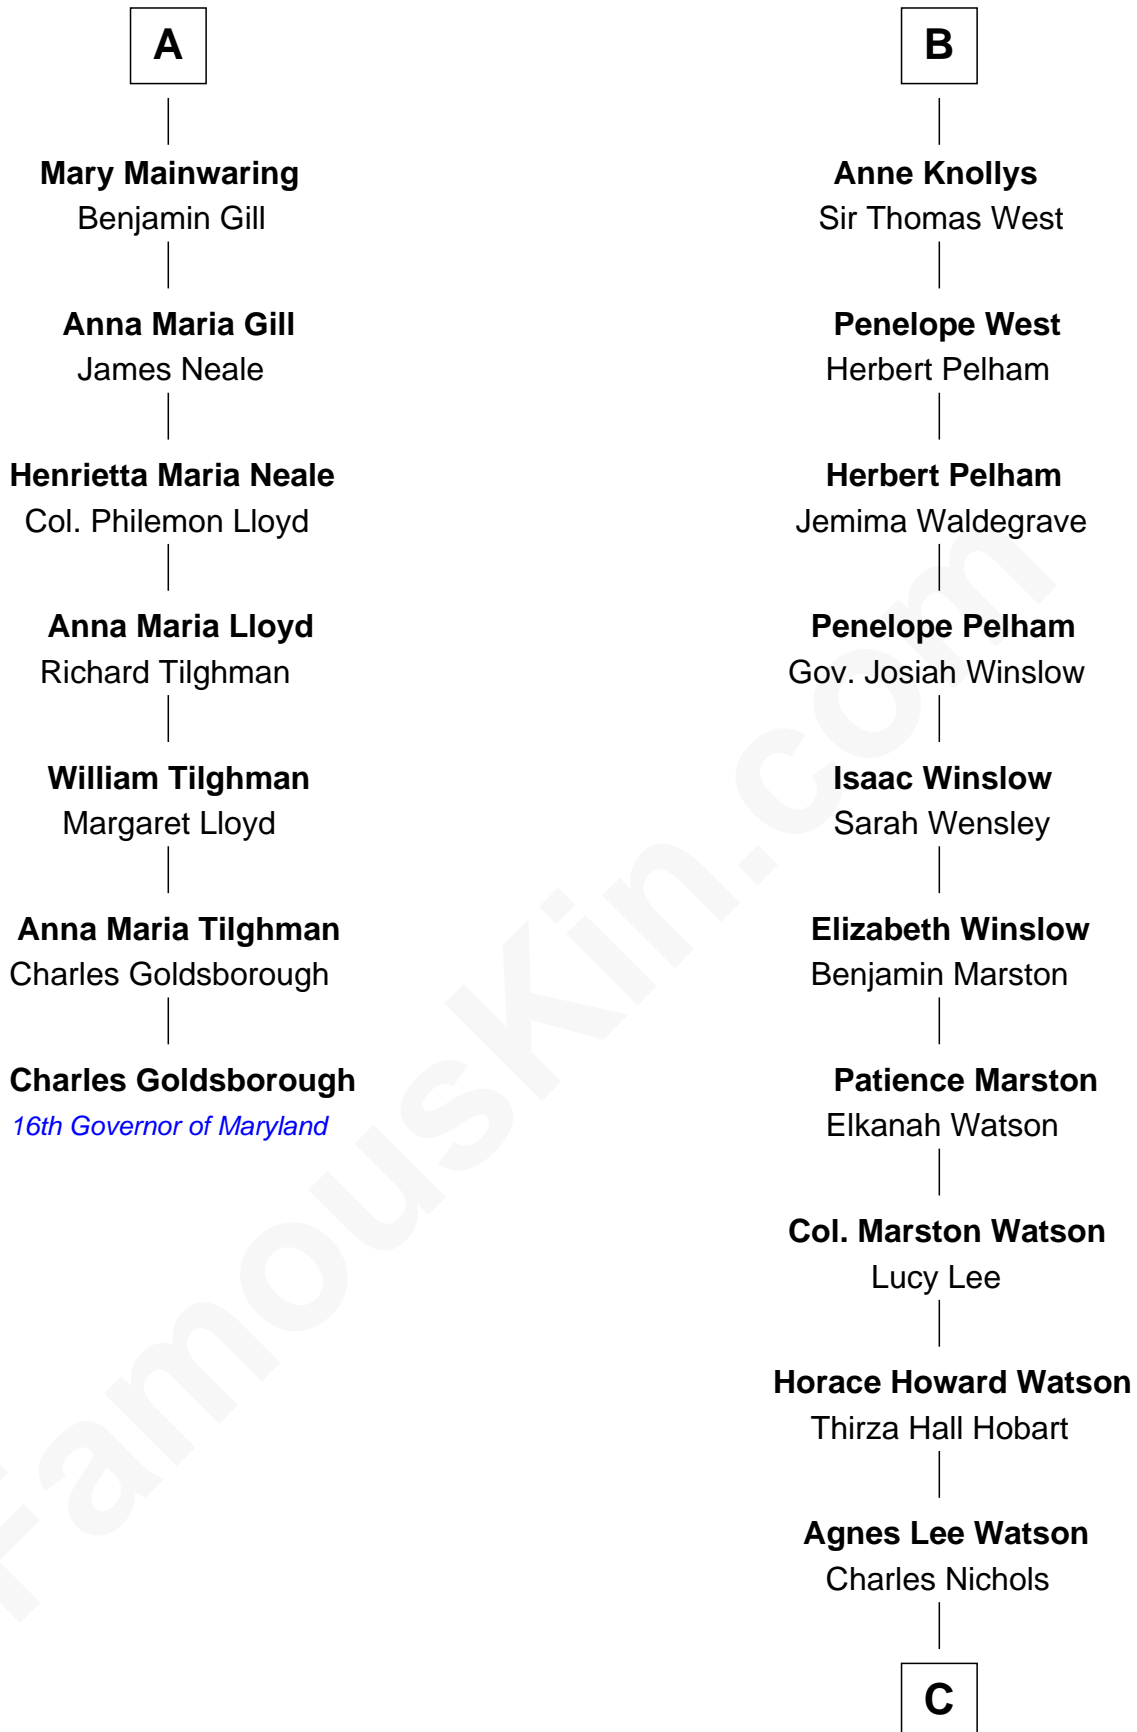 A
Mary Mainwaring
Benjamin Gill
Anna Maria Gill
James Neale
Henrietta Maria Neale
Col. Philemon Lloyd
Anna Maria Lloyd
Richard Tilghman
William Tilghman
Margaret Lloyd
Anna Maria Tilghman
Charles Goldsborough
Charles Goldsborough
16th Governor of Maryland
B
Anne Knollys
Sir Thomas West
Penelope West
Herbert Pelham
Herbert Pelham
Jemima Waldegrave
Penelope Pelham
Gov. Josiah Winslow
Isaac Winslow
Sarah Wensley
Elizabeth Winslow
Benjamin Marston
Patience Marston
Elkanah Watson
Col. Marston Watson
Lucy Lee
Horace Howard Watson
Thirza Hall Hobart
Agnes Lee Watson
Charles Nichols
C
FamousKin.com